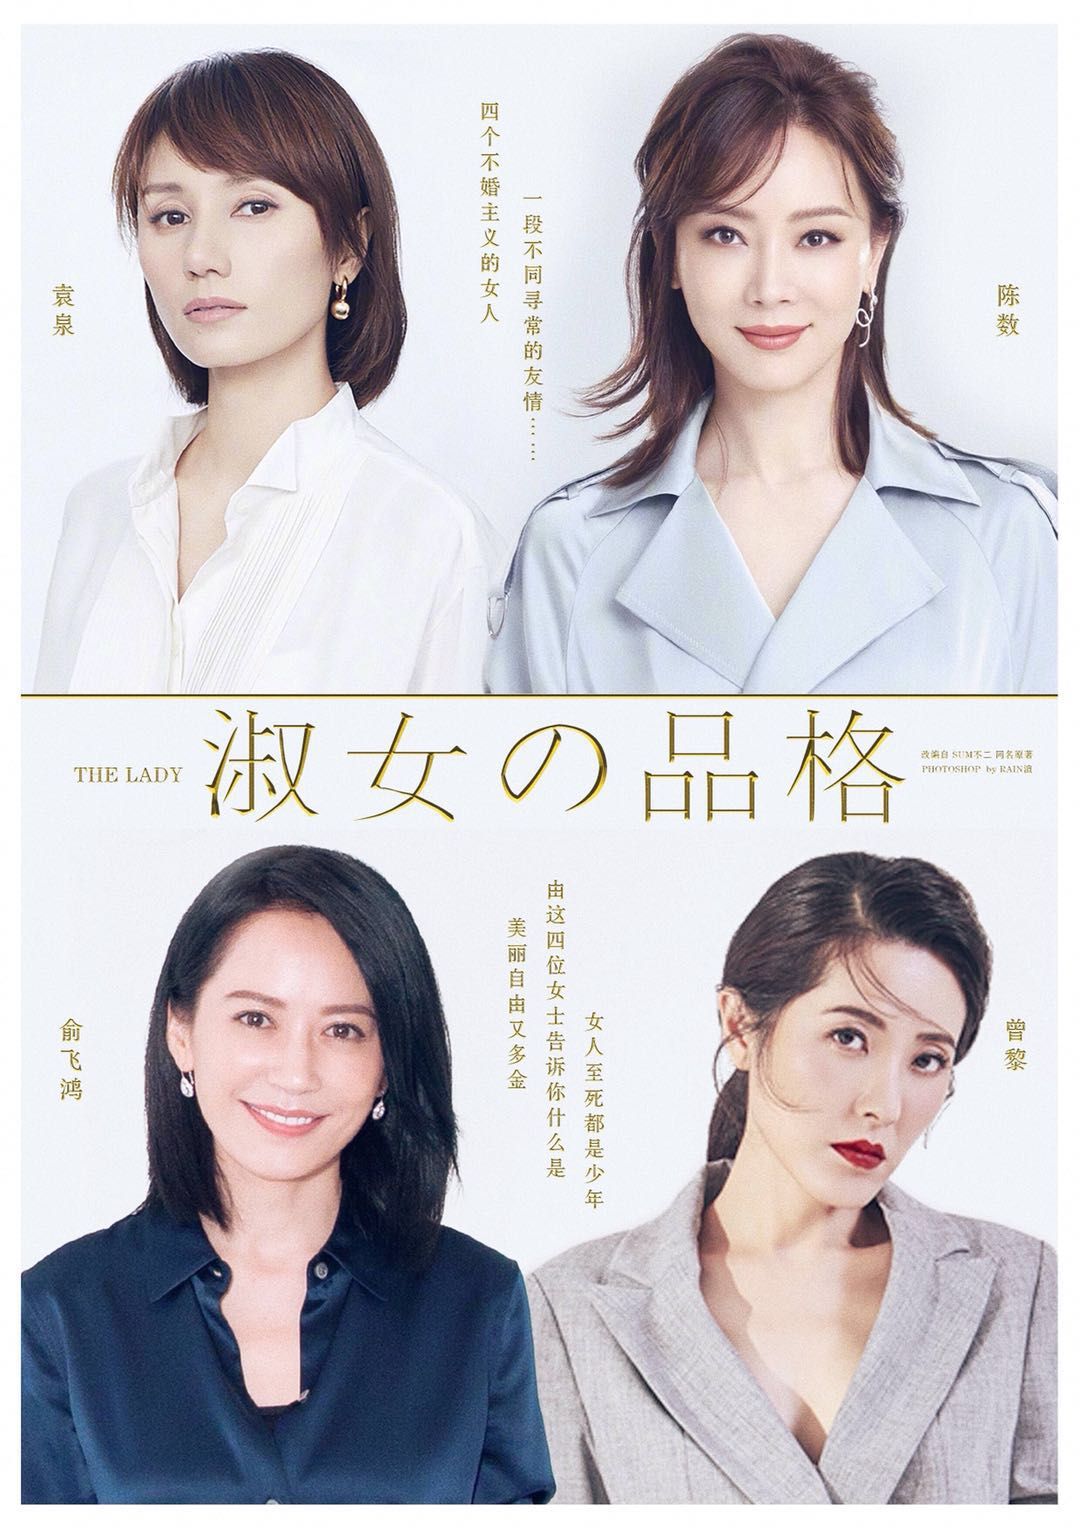 四个不婚主义的女人
一段不同寻常的友情……
袁泉
陈数
THE LADY
淑女の品格
改编自 SUM不二 同名原著
PHOTOSHOP by RAIN滀
美丽自由又多金
由这四位女士告诉你什么是
女人至死都是少年
俞飞鸿
曾黎